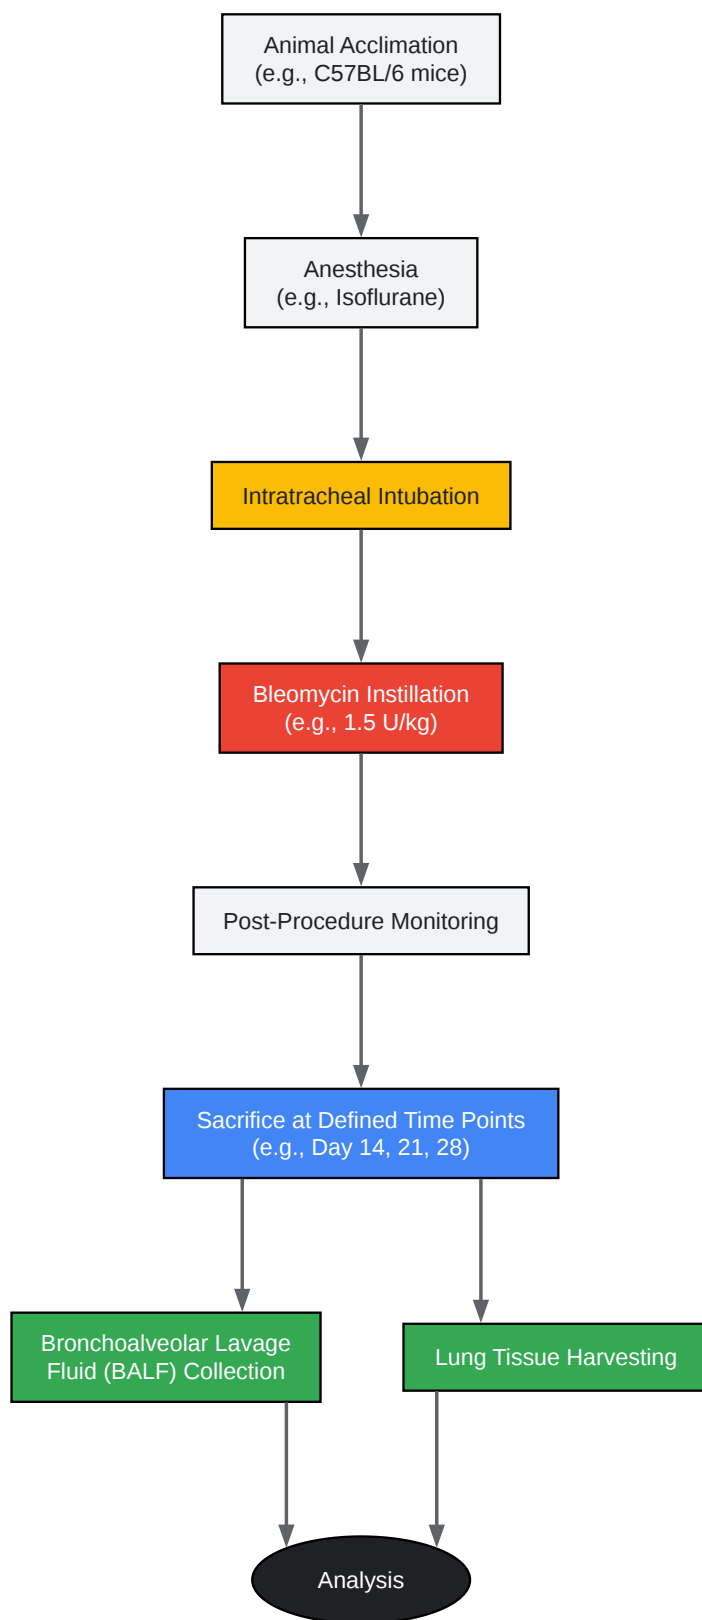 Animal Acclimation
(e.g., C57BL/6 mice)
Anesthesia
(e.g., Isoflurane)
Intratracheal Intubation
Bleomycin Instillation
(e.g., 1.5 U/kg)
Post-Procedure Monitoring
Sacrifice at Defined Time Points
(e.g., Day 14, 21, 28)
Bronchoalveolar Lavage
Fluid (BALF) Collection
Lung Tissue Harvesting
Analysis